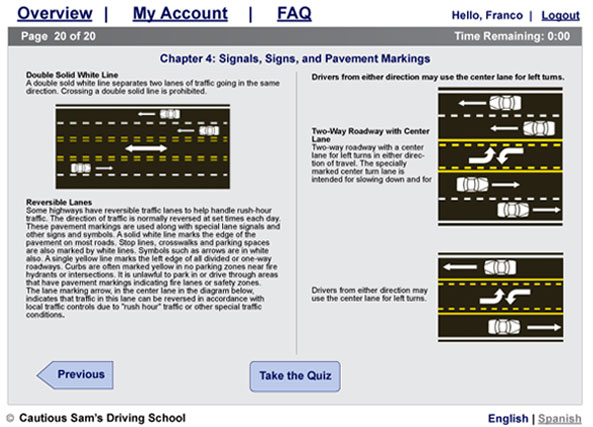 Overview | My Account | FAQ
Hello, Franco | Logout
Page 20 of 20
Time Remaining: 0:00
Chapter 4: Signals, Signs, and Pavement Markings
Double Solid White Line
A double sold white line separates two lanes of traffic going in the same
direction. Crossing a double solid line is prohibited.
Reversible Lanes
Some highways have reversible traffic lanes to help handle rush-hour
traffic. The direction of traffic is normally reversed at set times each day.
These pavement markings are used along with special lane signals and
other signs and symbols. A solid white line marks the edge of the
pavement on most roads. Stop lines, crosswalks and parking spaces
are also marked by white lines. Symbols such as arrows are in white
also. A single yellow line marks the left edge of all divided or one-way
roadways. Curbs are often marked yellow in no parking zones near fire
hydrants or intersections. It is unlawful to park in or drive through areas
that have pavement markings indicating fire lanes or safety zones.
The lane marking arrow, in the center lane in the diagram below,
indicates that traffic in this lane can be reversed in accordance with
local traffic controls due to "rush hour" traffic or other special traffic
conditions.
Drivers from either direction may use the center lane for left turns.
Two-Way Roadway with Center
Lane
Two-way roadway with a center
lane for left turns in either direc-
tion of travel. The specially
marked center turn lane is
intended for slowing down and for
Drivers from either direction may
use the center lane for left turns.
Previous
Take the Quiz
© Cautious Sam's Driving School
English | Spanish